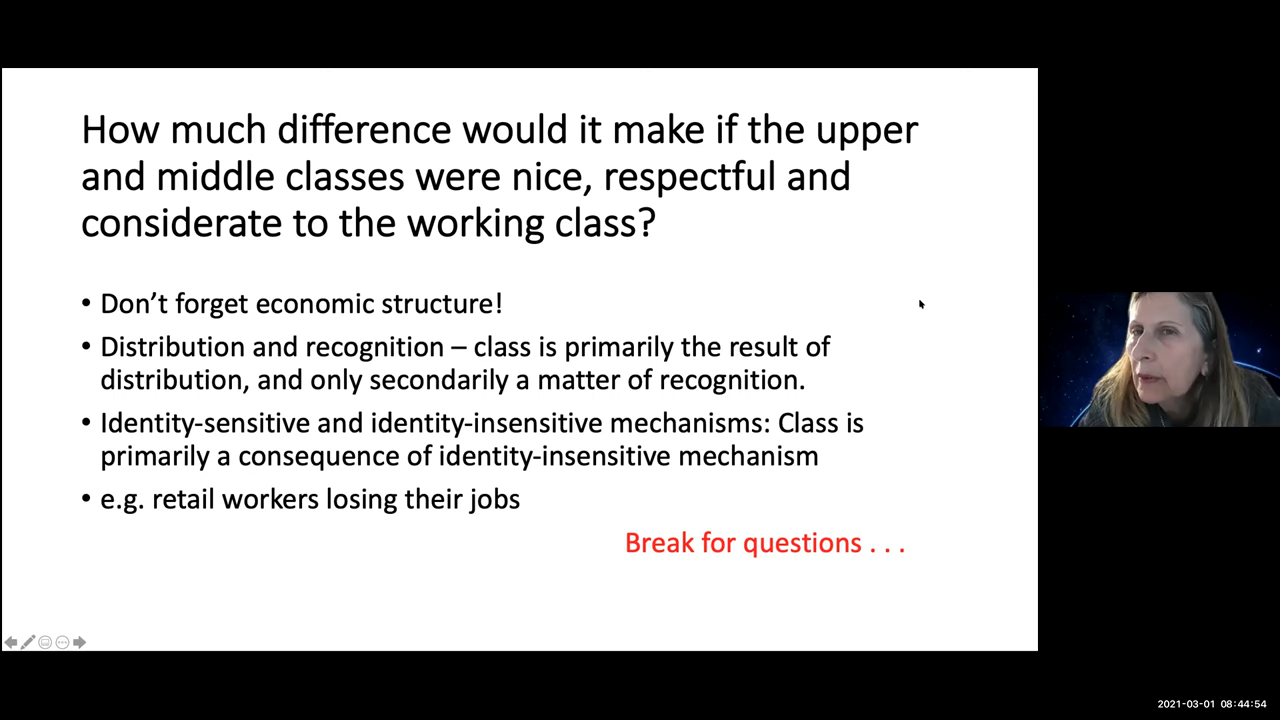 How much difference would it make if the upper
and middle classes were nice, respectful and
considerate to the working class?
• Don’t forget economic structure!
• Distribution and recognition – class is primarily the result of
distribution, and only secondarily a matter of recognition.
• Identity-sensitive and identity-insensitive mechanisms: Class is
primarily a consequence of identity-insensitive mechanism
• e.g. retail workers losing their jobs
Break for questions . . .
2021-03-01 08:44:54